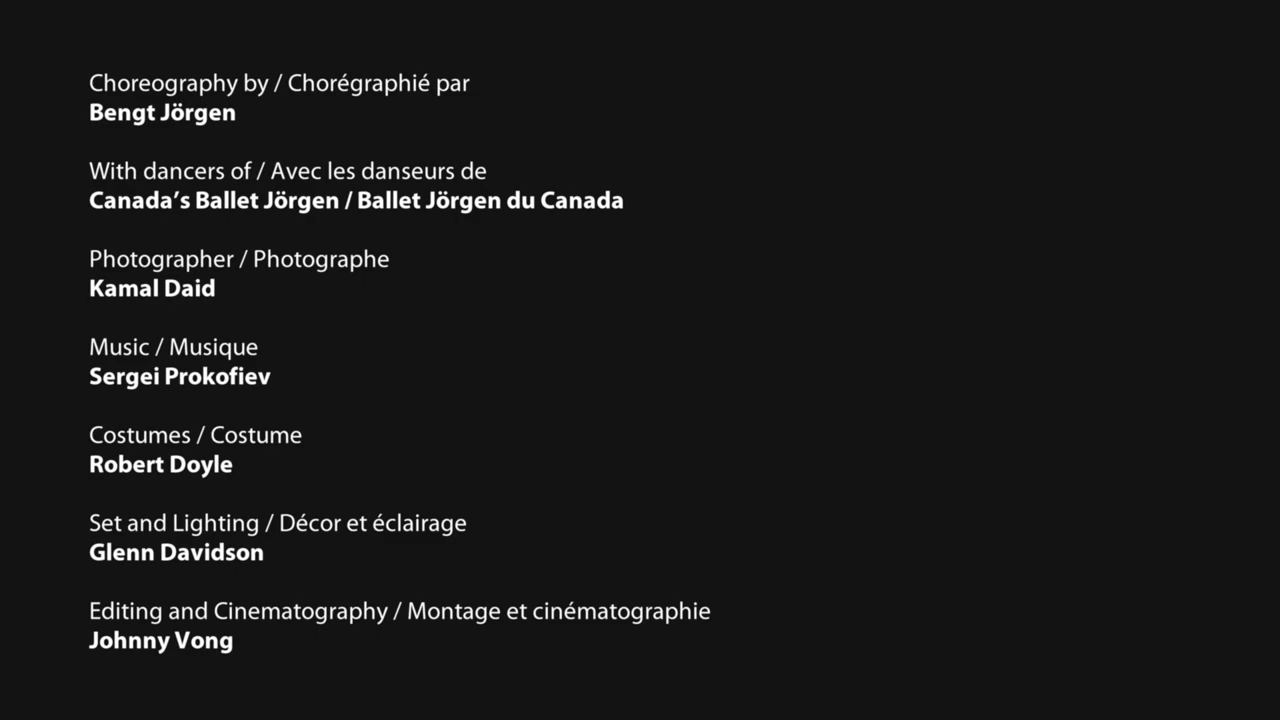 Choreography by / Chorégraphié par
Bengt Jörgen
With dancers of / Avec les danseurs de
Canada’s Ballet Jörgen / Ballet Jörgen du Canada
Photographer / Photographe
Kamal Daid
Music / Musique
Sergei Prokofiev
Costumes / Costume
Robert Doyle
Set and Lighting / Décor et éclairage
Glenn Davidson
Editing and Cinematography / Montage et cinématographie
Johnny Vong